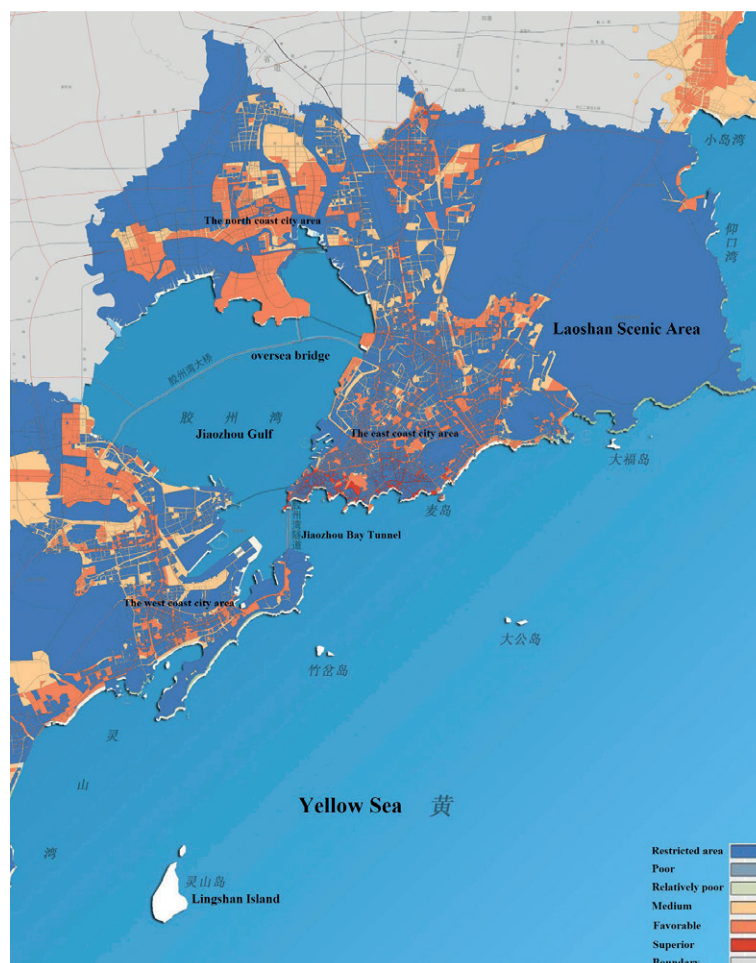 小岛湾
仰口湾
The north coast city area
Laoshan Scenic Area
oversea bridge
胶州湾大桥
胶州湾
Jiaozhou Gulf
The east coast city area
大福岛
麦岛
胶州湾隧道
Jiaozhou Bay Tunnel
The west coast city area
大公岛
竹岔岛
灵山湾
Yellow Sea 黄
灵山岛
Lingshan Island
Restricted area
Poor
Relatively poor
Medium
Favorable
Superior
Boundary